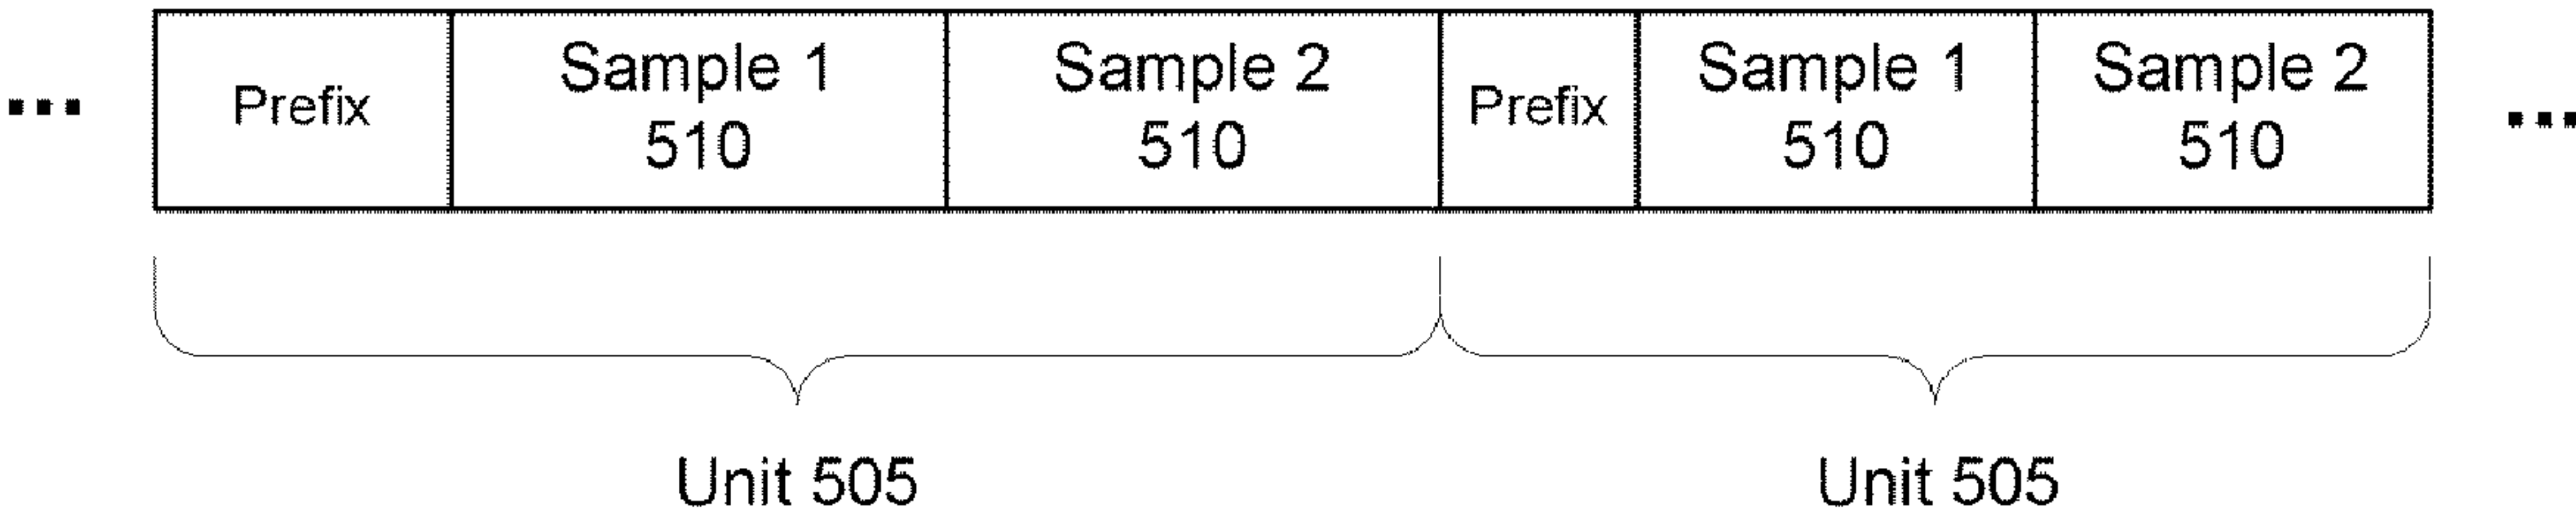 ... Prefix Sample 1 Sample 2 Prefix Sample 1 Sample 2 ...
510 510 510 510
Unit 505 Unit 505